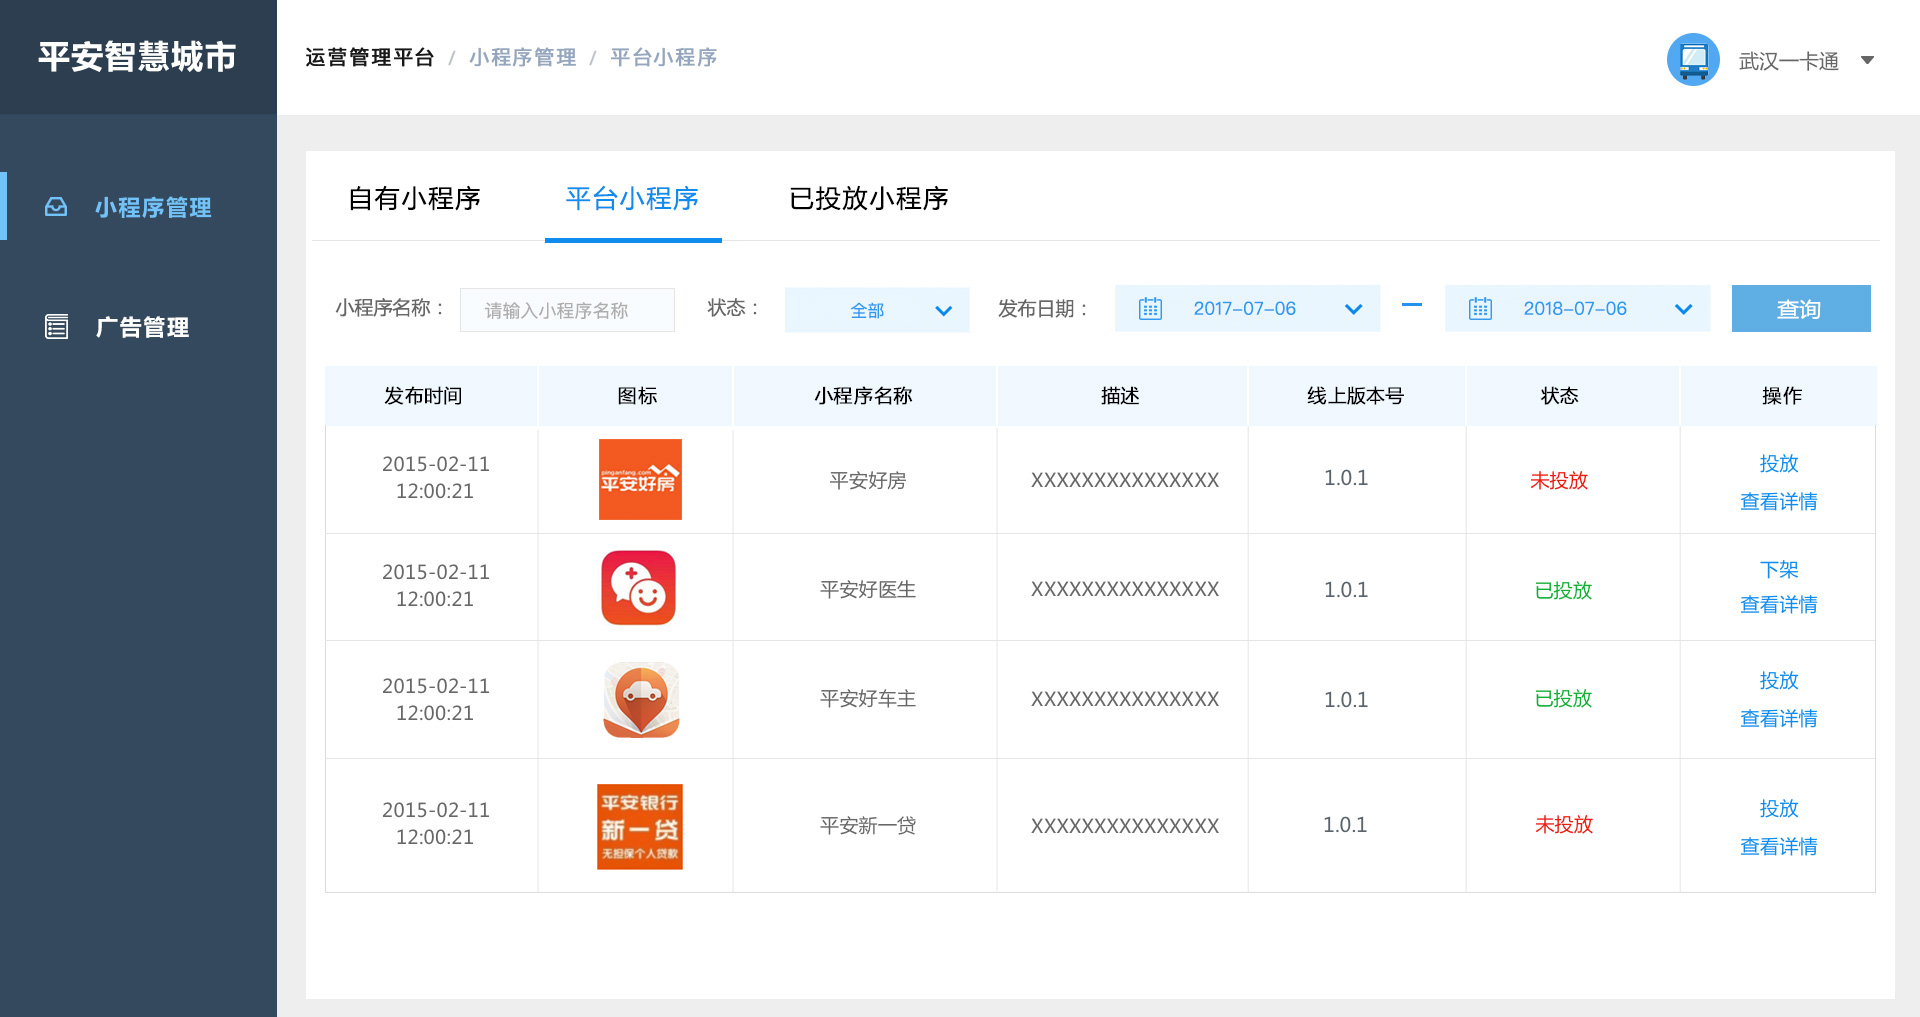 平安智慧城市
运营管理平台 / 小程序管理 / 平台小程序
武汉一卡通
小程序管理
广告管理
自有小程序 平台小程序 已投放小程序
小程序名称： 请输入小程序名称 状态： 全部 发布日期： 2017-07-06 — 2018-07-06 查询
发布时间 图标 小程序名称 描述 线上版本号 状态 操作
2015-02-11
12:00:21
pinganfang.com
平安好房
平安好房 XXXXXXXXXXXXXXX 1.0.1 未投放
投放
查看详情
2015-02-11
12:00:21
平安好医生 XXXXXXXXXXXXXXX 1.0.1 已投放
下架
查看详情
2015-02-11
12:00:21
平安好车主 XXXXXXXXXXXXXXX 1.0.1 已投放
投放
查看详情
2015-02-11
12:00:21
平安银行
新一贷
无担保个人贷款
平安新一贷 XXXXXXXXXXXXXXX 1.0.1 未投放
投放
查看详情